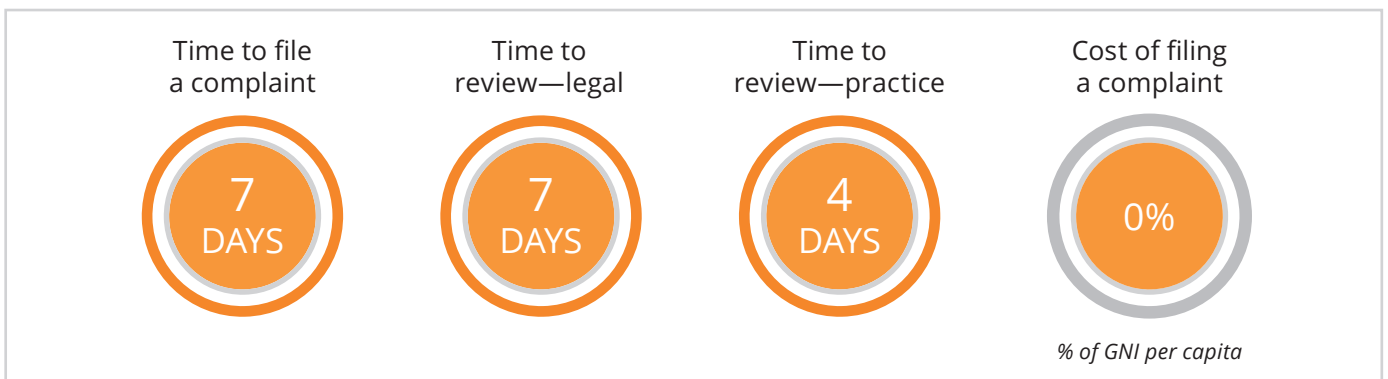 Time to file
a complaint
7
DAYS
Time to
review—legal
7
DAYS
Time to
review—practice
4
DAYS
Cost of filing
a complaint
0%
% of GNI per capita